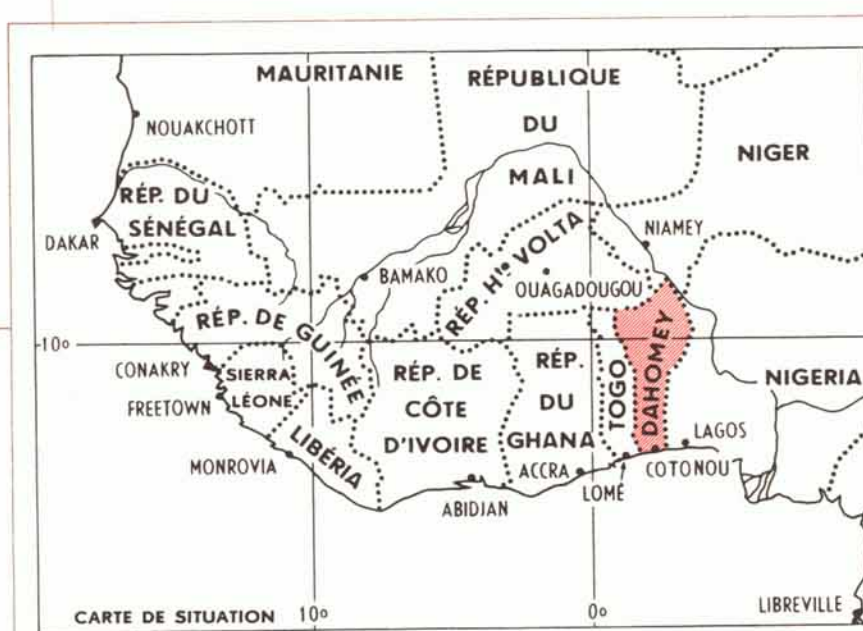 MAURITANIE
RÉPUBLIQUE
DU
MALI
NOUAKCHOTT
NIGER
RÉP. DU
SÉNÉGAL
DAKAR
NIAMEY
BAMAKO
RÉP. Hte VOLTA
OUAGADOUGOU
RÉP. DE GUINÉE
10°
CONAKRY
SIERRA
LÉONE
FREETOWN
LIBÉRIA
MONROVIA
RÉP. DE
CÔTE
D'IVOIRE
ABIDJAN
RÉP.
DU
GHANA
ACCRA
TOGO
LOMÉ
DAHOMEY
COTONOU
LAGOS
NIGERIA
CARTE DE SITUATION
10°
0°
LIBREVILLE